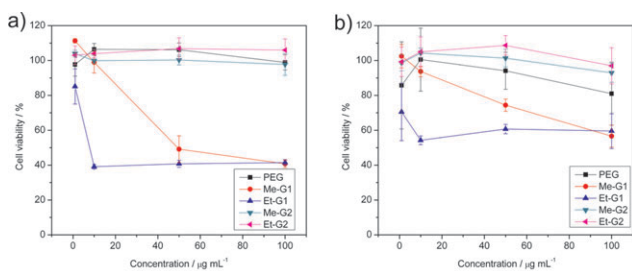 a)
120
100
80
60
40
20
0
Cell viability / %
PEG
Me-G1
Et-G1
Me-G2
Et-G2
0 20 40 60 80 100
Concentration / µg mL-1
b)
120
100
80
60
40
20
0
Cell viability / %
PEG
Me-G1
Et-G1
Me-G2
Et-G2
0 20 40 60 80 100
Concentration / µg mL-1